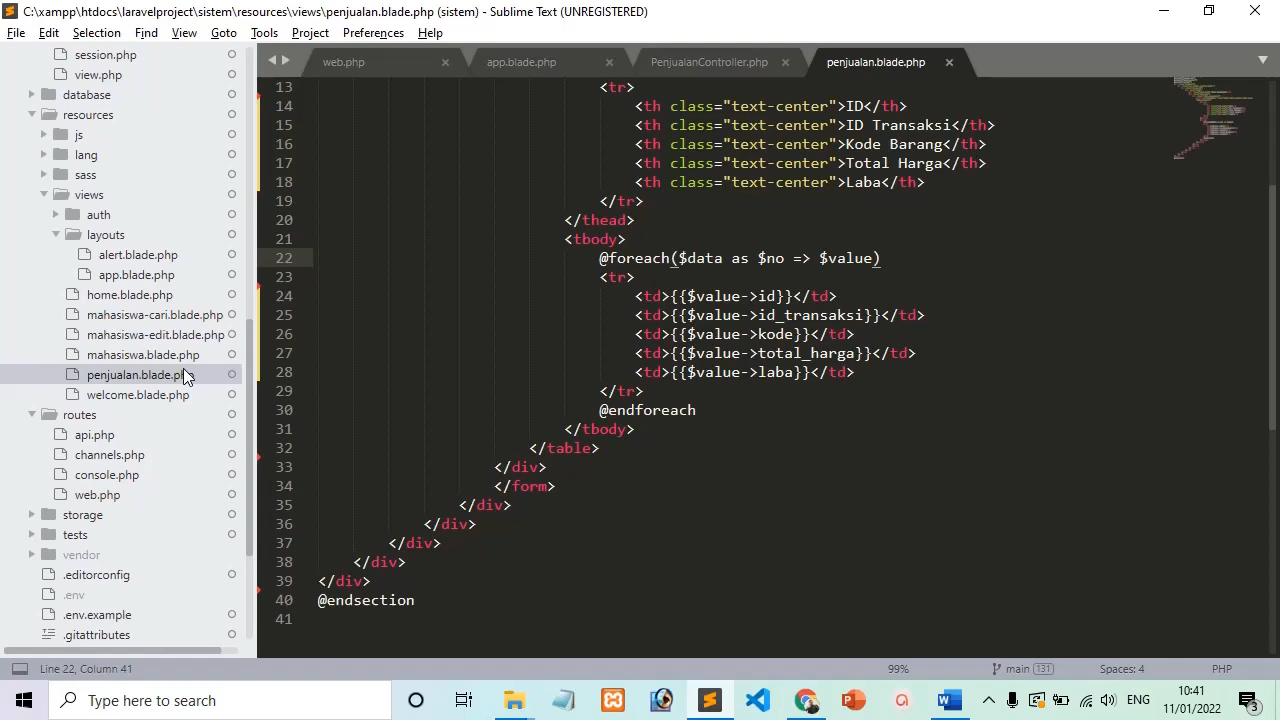 C:\xampp\htdocs\laravelproject\sistem\resources\views\penjualan.blade.php (sistem) - Sublime Text (UNREGISTERED)
File Edit Selection Find View Goto Tools Project Preferences Help
session.php
view.php
database
resources
js
lang
sass
views
auth
layouts
alert.blade.php
app.blade.php
home.blade.php
mahasiswa-cari.blade.php
mahasiswa-edit.blade.php
mahasiswa.blade.php
penjualan.blade.php
welcome.blade.php
routes
api.php
channels.php
console.php
web.php
storage
tests
vendor
.editorconfig
.env
.env.example
.gitattributes
web.php app.blade.php PenjualanController.php penjualan.blade.php
13 <tr>
14 <th class="text-center">ID</th>
15 <th class="text-center">ID Transaksi</th>
16 <th class="text-center">Kode Barang</th>
17 <th class="text-center">Total Harga</th>
18 <th class="text-center">Laba</th>
19 </tr>
20 </thead>
21 <tbody>
22 @foreach($data as $no => $value)
23 <tr>
24 <td>{{$value->id}}</td>
25 <td>{{$value->id_transaksi}}</td>
26 <td>{{$value->kode}}</td>
27 <td>{{$value->total_harga}}</td>
28 <td>{{$value->laba}}</td>
29 </tr>
30 @endforeach
31 </tbody>
32 </table>
33 </div>
34 </form>
35 </div>
36 </div>
37 </div>
38 </div>
39 </div>
40 @endsection
41
Line 22, Column 41 99% main 131 Spaces: 4 PHP
Type here to search ENG 10:41
11/01/2022 3